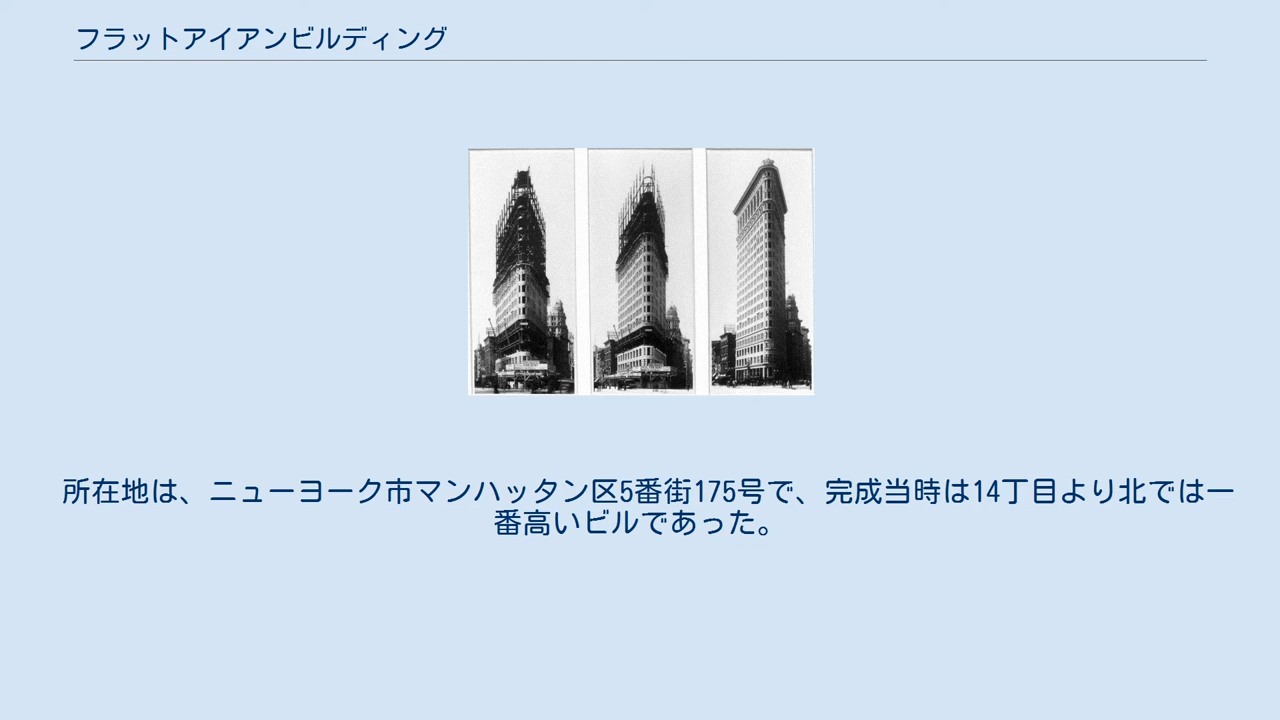 フラットアイアンビルディング
所在地は、ニューヨーク市マンハッタン区5番街175号で、完成当時は14丁目より北では一
番高いビルであった。